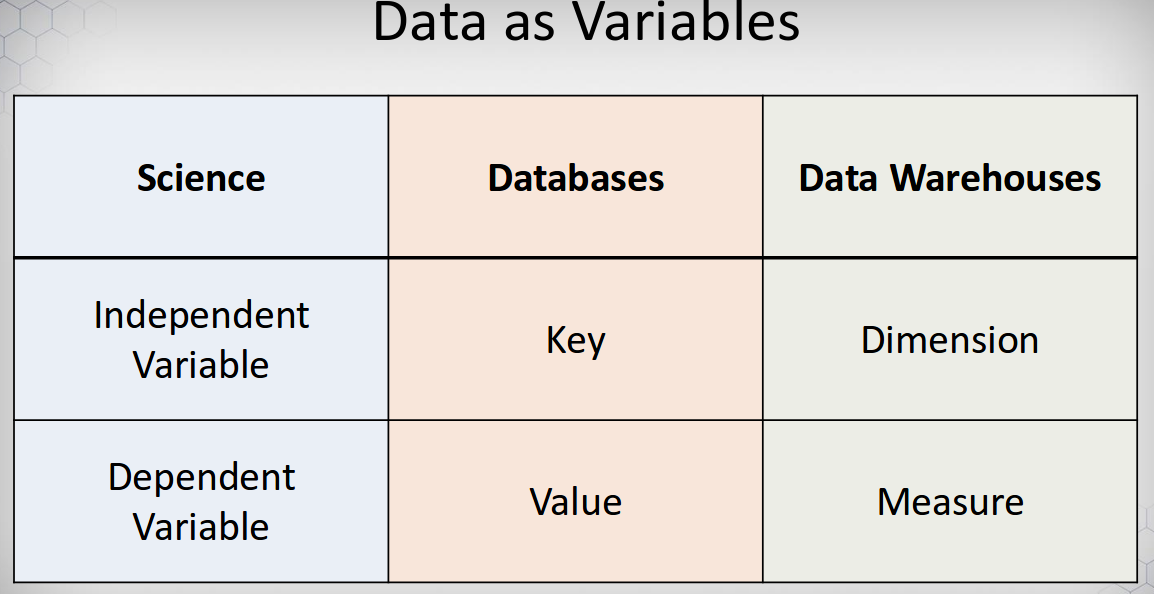 Data as Variables
Science
Databases
Data Warehouses
Independent
Variable
Key
Dimension
Dependent
Variable
Value
Measure